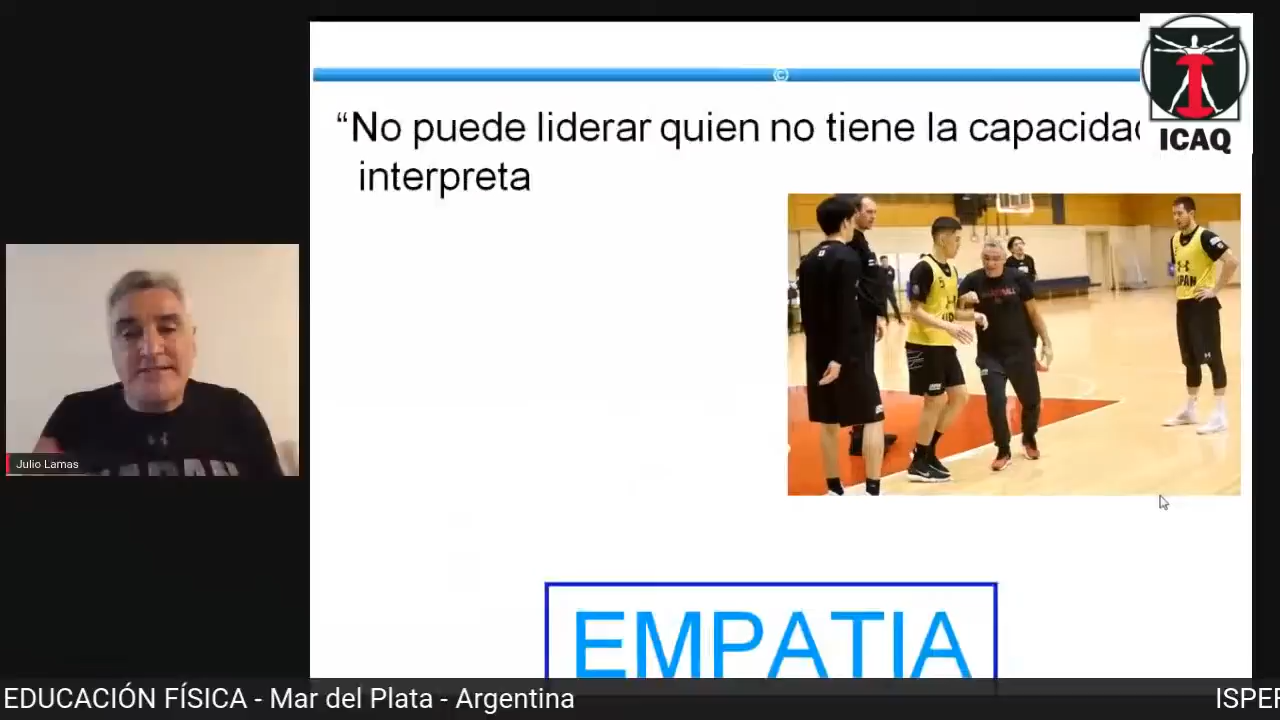 ©
ICAQ
“No puede liderar quien no tiene la capacidad
interpreta
Julio Lamas
EMPATIA
EDUCACIÓN FÍSICA - Mar del Plata - Argentina
ISPEF